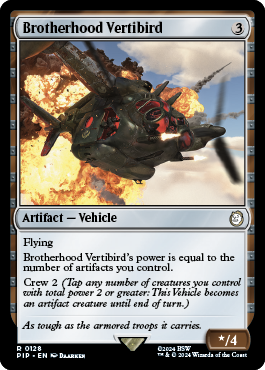 Brotherhood Vertibird 3
Artifact — Vehicle
Flying
Brotherhood Vertibird's power is equal to the
number of artifacts you control.
Crew 2 (Tap any number of creatures you control
with total power 2 or greater: This Vehicle becomes
an artifact creature until end of turn.)
As tough as the armored troops it carries.
*/4
R 0128
PIP • EN Daarken
©2024 BSW
™ & © 2024 Wizards of the Coast